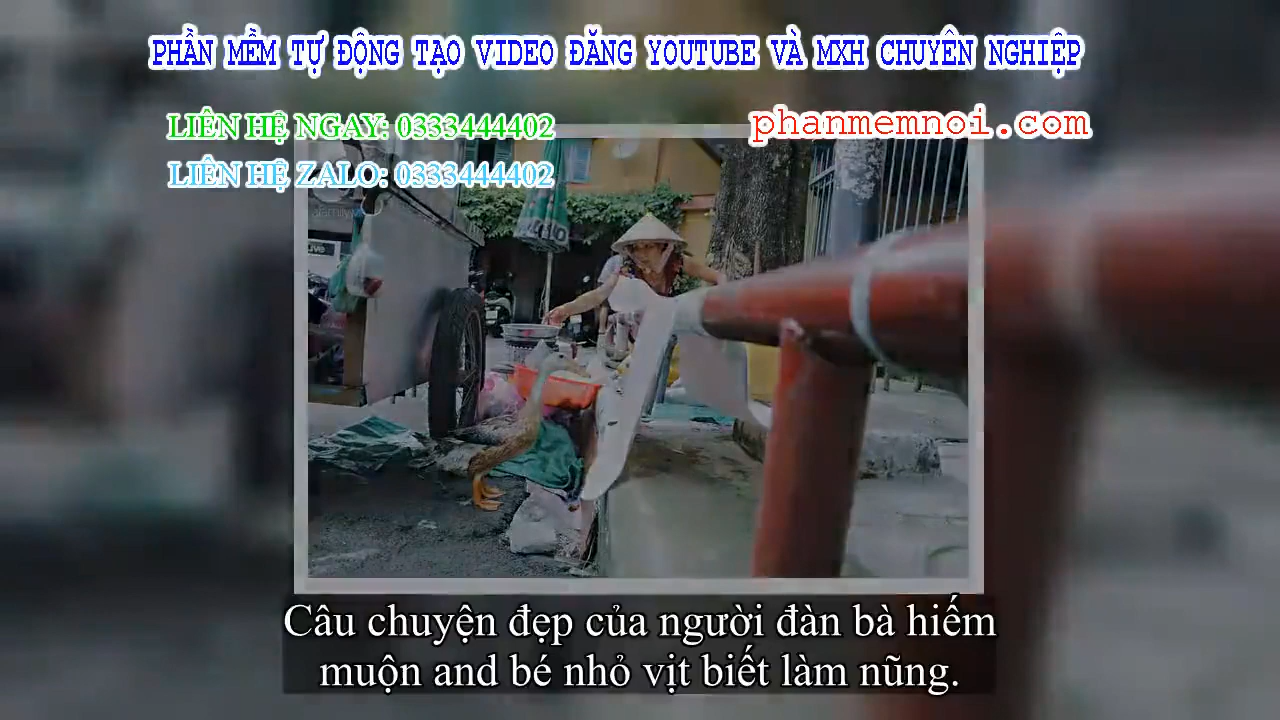 PHẦN MỀM TỰ ĐỘNG TẠO VIDEO ĐĂNG YOUTUBE VÀ MXH CHUYÊN NGHIỆP
LIÊN HỆ NGAY: 0333444402
phanmemnoi.com
LIÊN HỆ ZALO: 0333444402
afamily
Câu chuyện đẹp của người đàn bà hiếm
muộn and bé nhỏ vịt biết làm nũng.